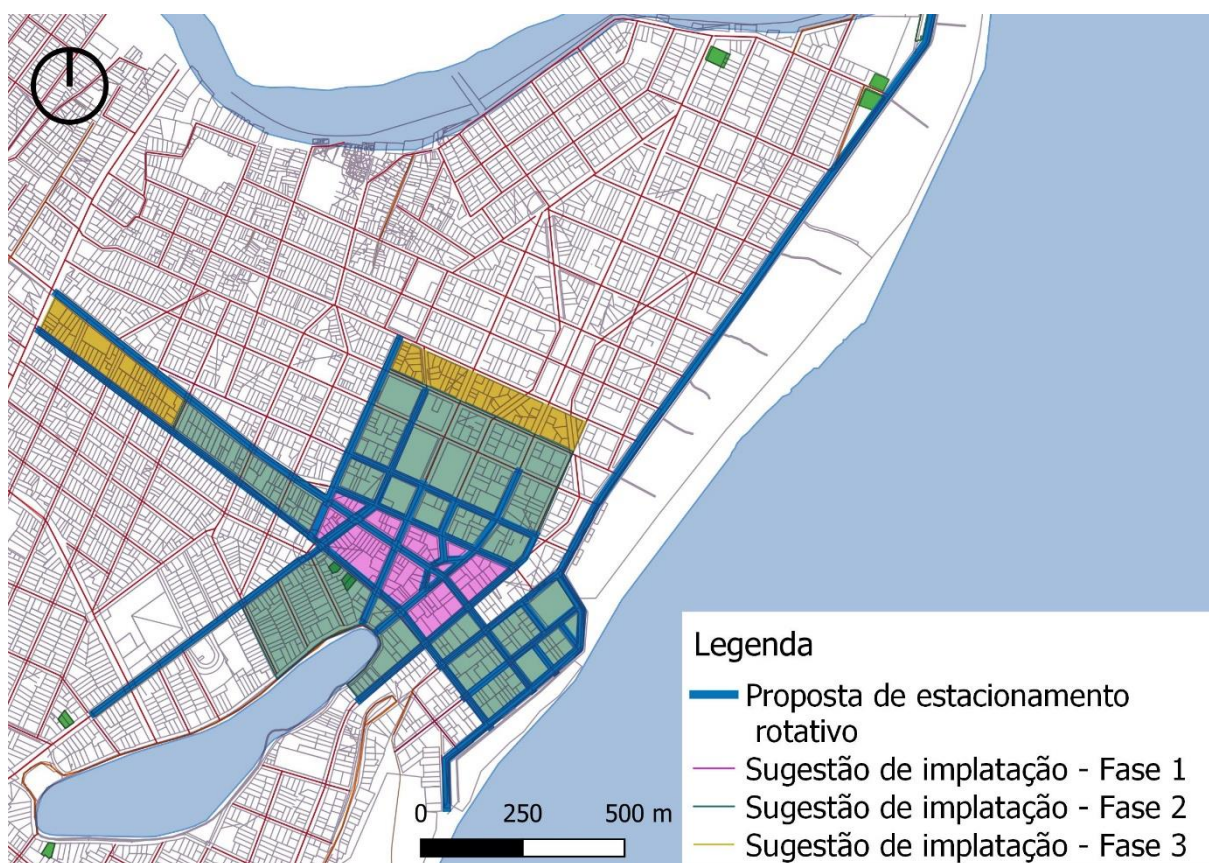 Legenda
Proposta de estacionamento
rotativo
Sugestão de implatação - Fase 1
Sugestão de implatação - Fase 2
Sugestão de implatação - Fase 3
0 250 500 m